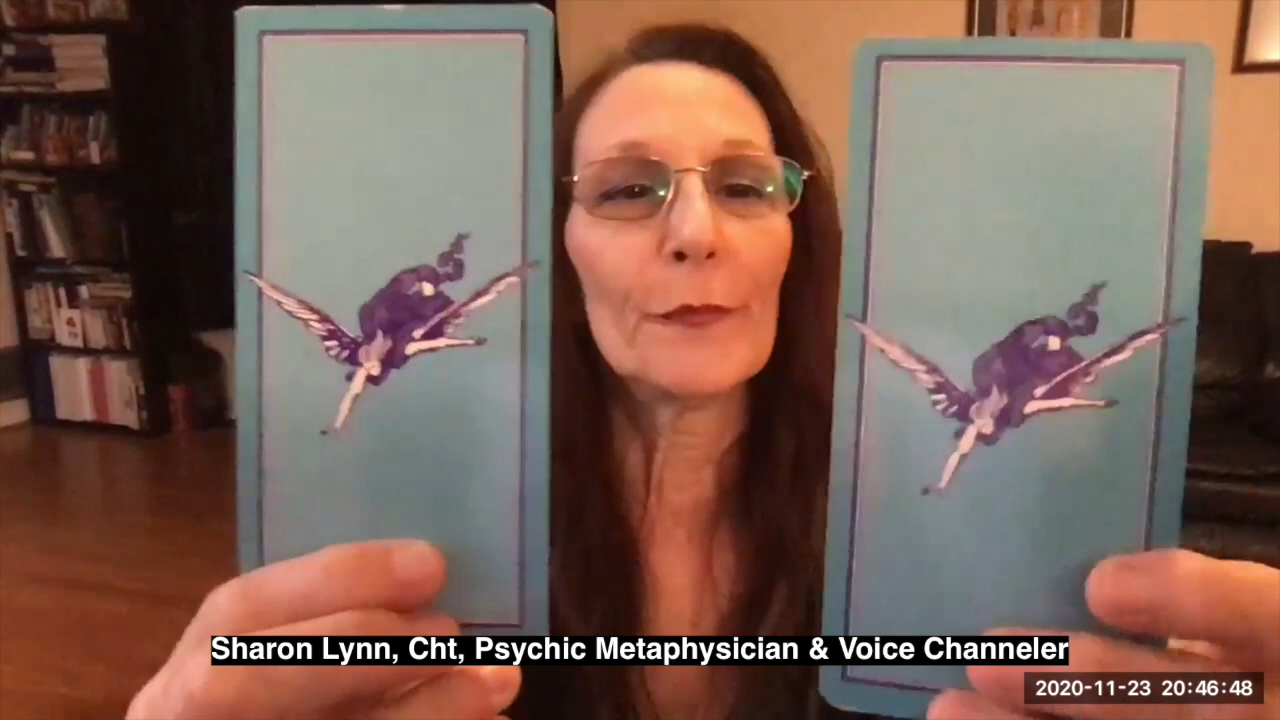 Sharon Lynn, Cht, Psychic Metaphysician & Voice Channeler
2020-11-23 20:46:48